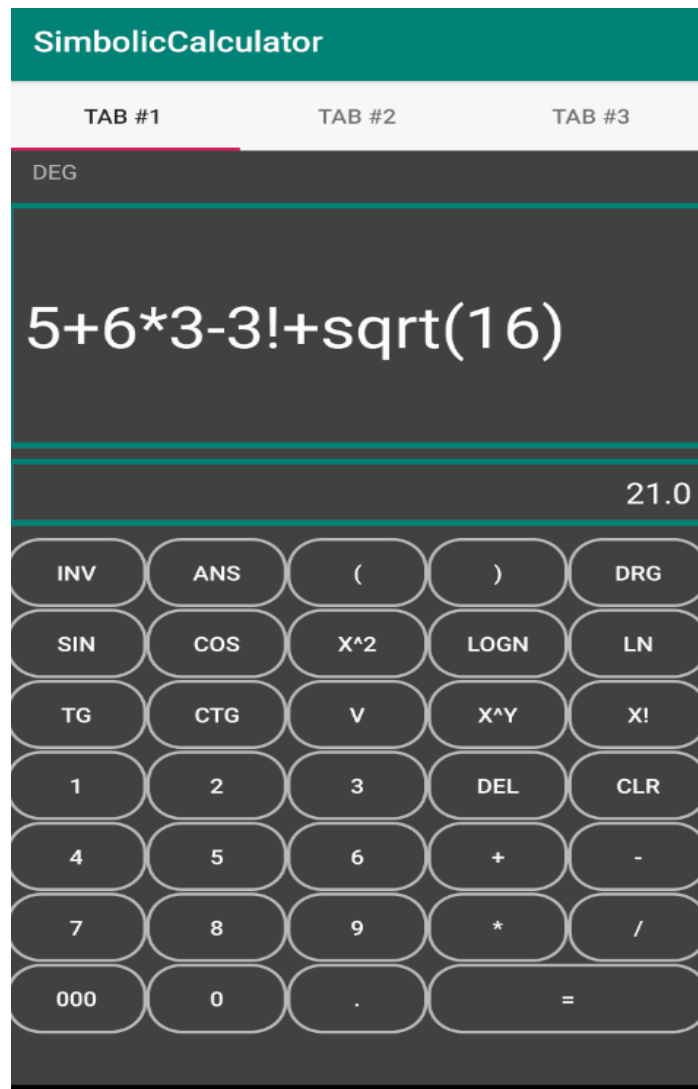 SimbolicCalculator
TAB #1 TAB #2 TAB #3
DEG
5+6*3-3!+sqrt(16)
21.0
INV ANS ( ) DRG
SIN COS X^2 LOGN LN
TG CTG V X^Y X!
1 2 3 DEL CLR
4 5 6 + -
7 8 9 * /
000 0 . =